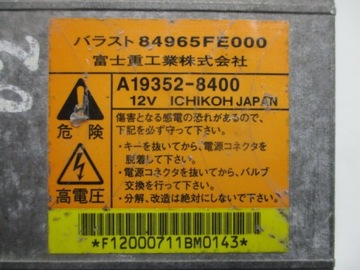 バラスト 84965FE000
富士重工業株式会社
A19352-8400
12V ICHIKOH JAPAN
危険
高電圧
傷害となる感電の恐れがあるので、
下記を必ず守って下さい。
・キーを抜いてから、電源コネクタを
脱着して下さい。
・電源コネクタを抜いてから、バルブ
交換を行って下さい。
・分解、改造は絶対にしないで下さい。
*F12000711BM0143*